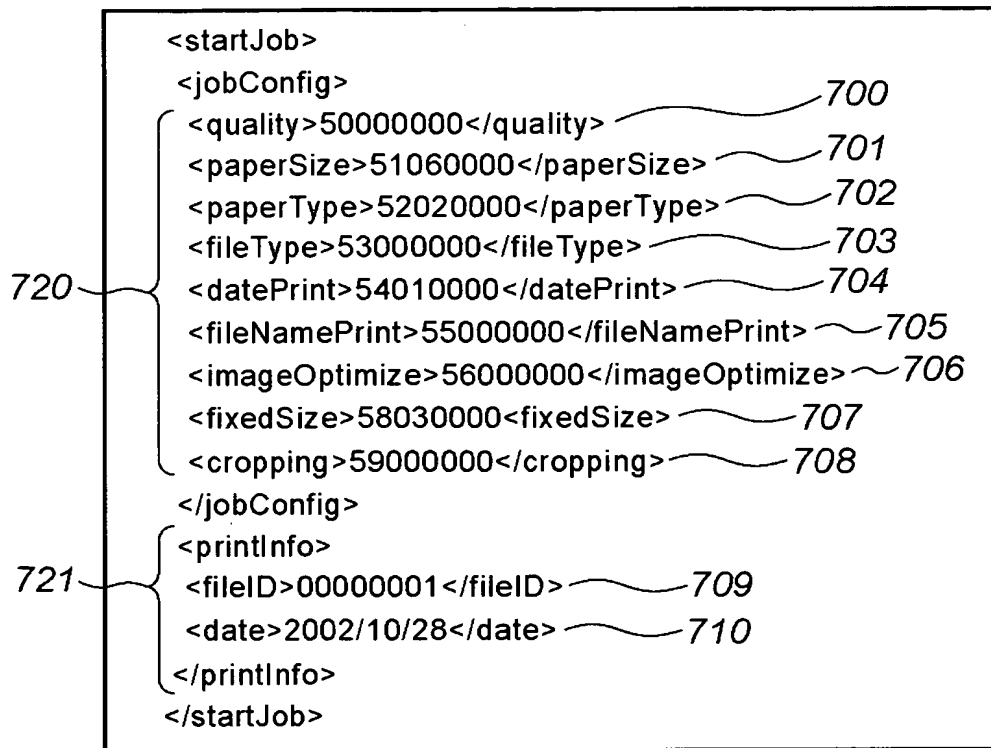 <startJob>
<jobConfig>
<quality>50000000</quality> 700
<paperSize>51060000</paperSize> 701
<paperType>52020000</paperType> 702
<fileType>53000000</fileType> 703
720 <datePrint>54010000</datePrint> 704
<fileNamePrint>55000000</fileNamePrint> 705
<imageOptimize>56000000</imageOptimize> 706
<fixedSize>58030000<fixedSize> 707
<cropping>59000000</cropping> 708
</jobConfig>
<printInfo>
721 <fileID>00000001</fileID> 709
<date>2002/10/28</date> 710
</printInfo>
</startJob>